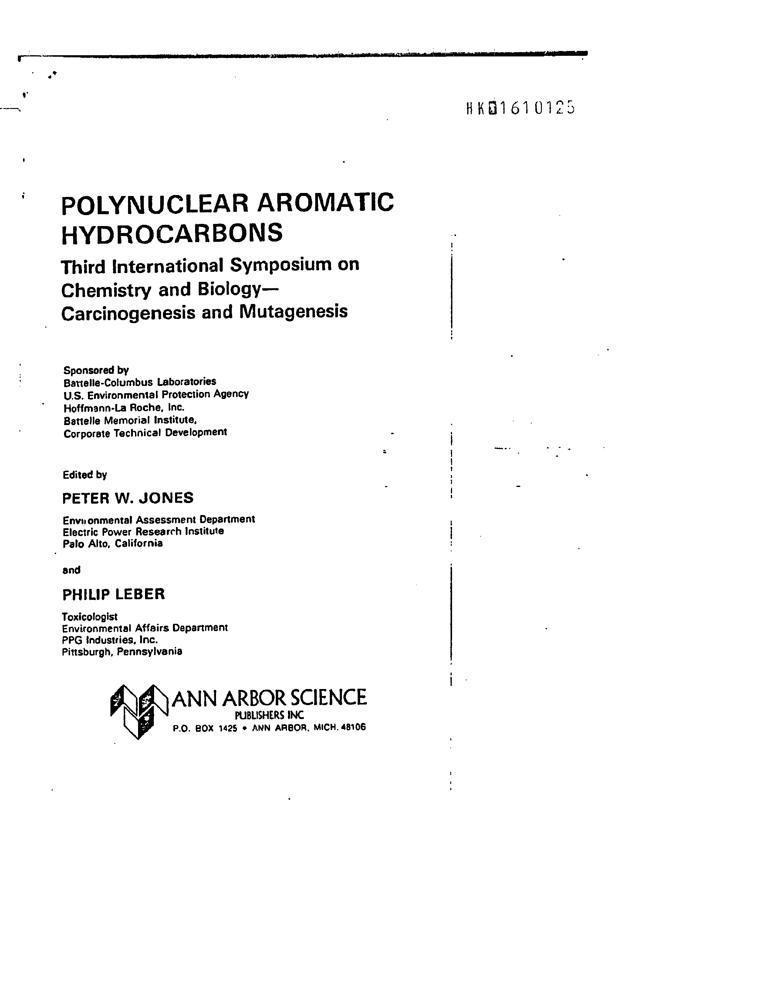 HK01610125
POLYNUCLEAR AROMATIC
HYDROCARBONS
Third International Symposium on
Chemistry and Biology—
Carcinogenesis and Mutagenesis
Sponsored by
Battelle-Columbus Laboratories
U.S. Environmental Protection Agency
Hoffmann-La Roche, Inc.
Battelle Memorial Institute,
Corporate Technical Development
Edited by
PETER W. JONES
Environmental Assessment Department
Electric Power Research Institute
Palo Alto, California
and
PHILIP LEBER
Toxicologist
Environmental Affairs Department
PPG Industries, Inc.
Pittsburgh, Pennsylvania
ANN ARBOR SCIENCE
PUBLISHERS INC
P.O. BOX 1425 • ANN ARBOR, MICH. 48106